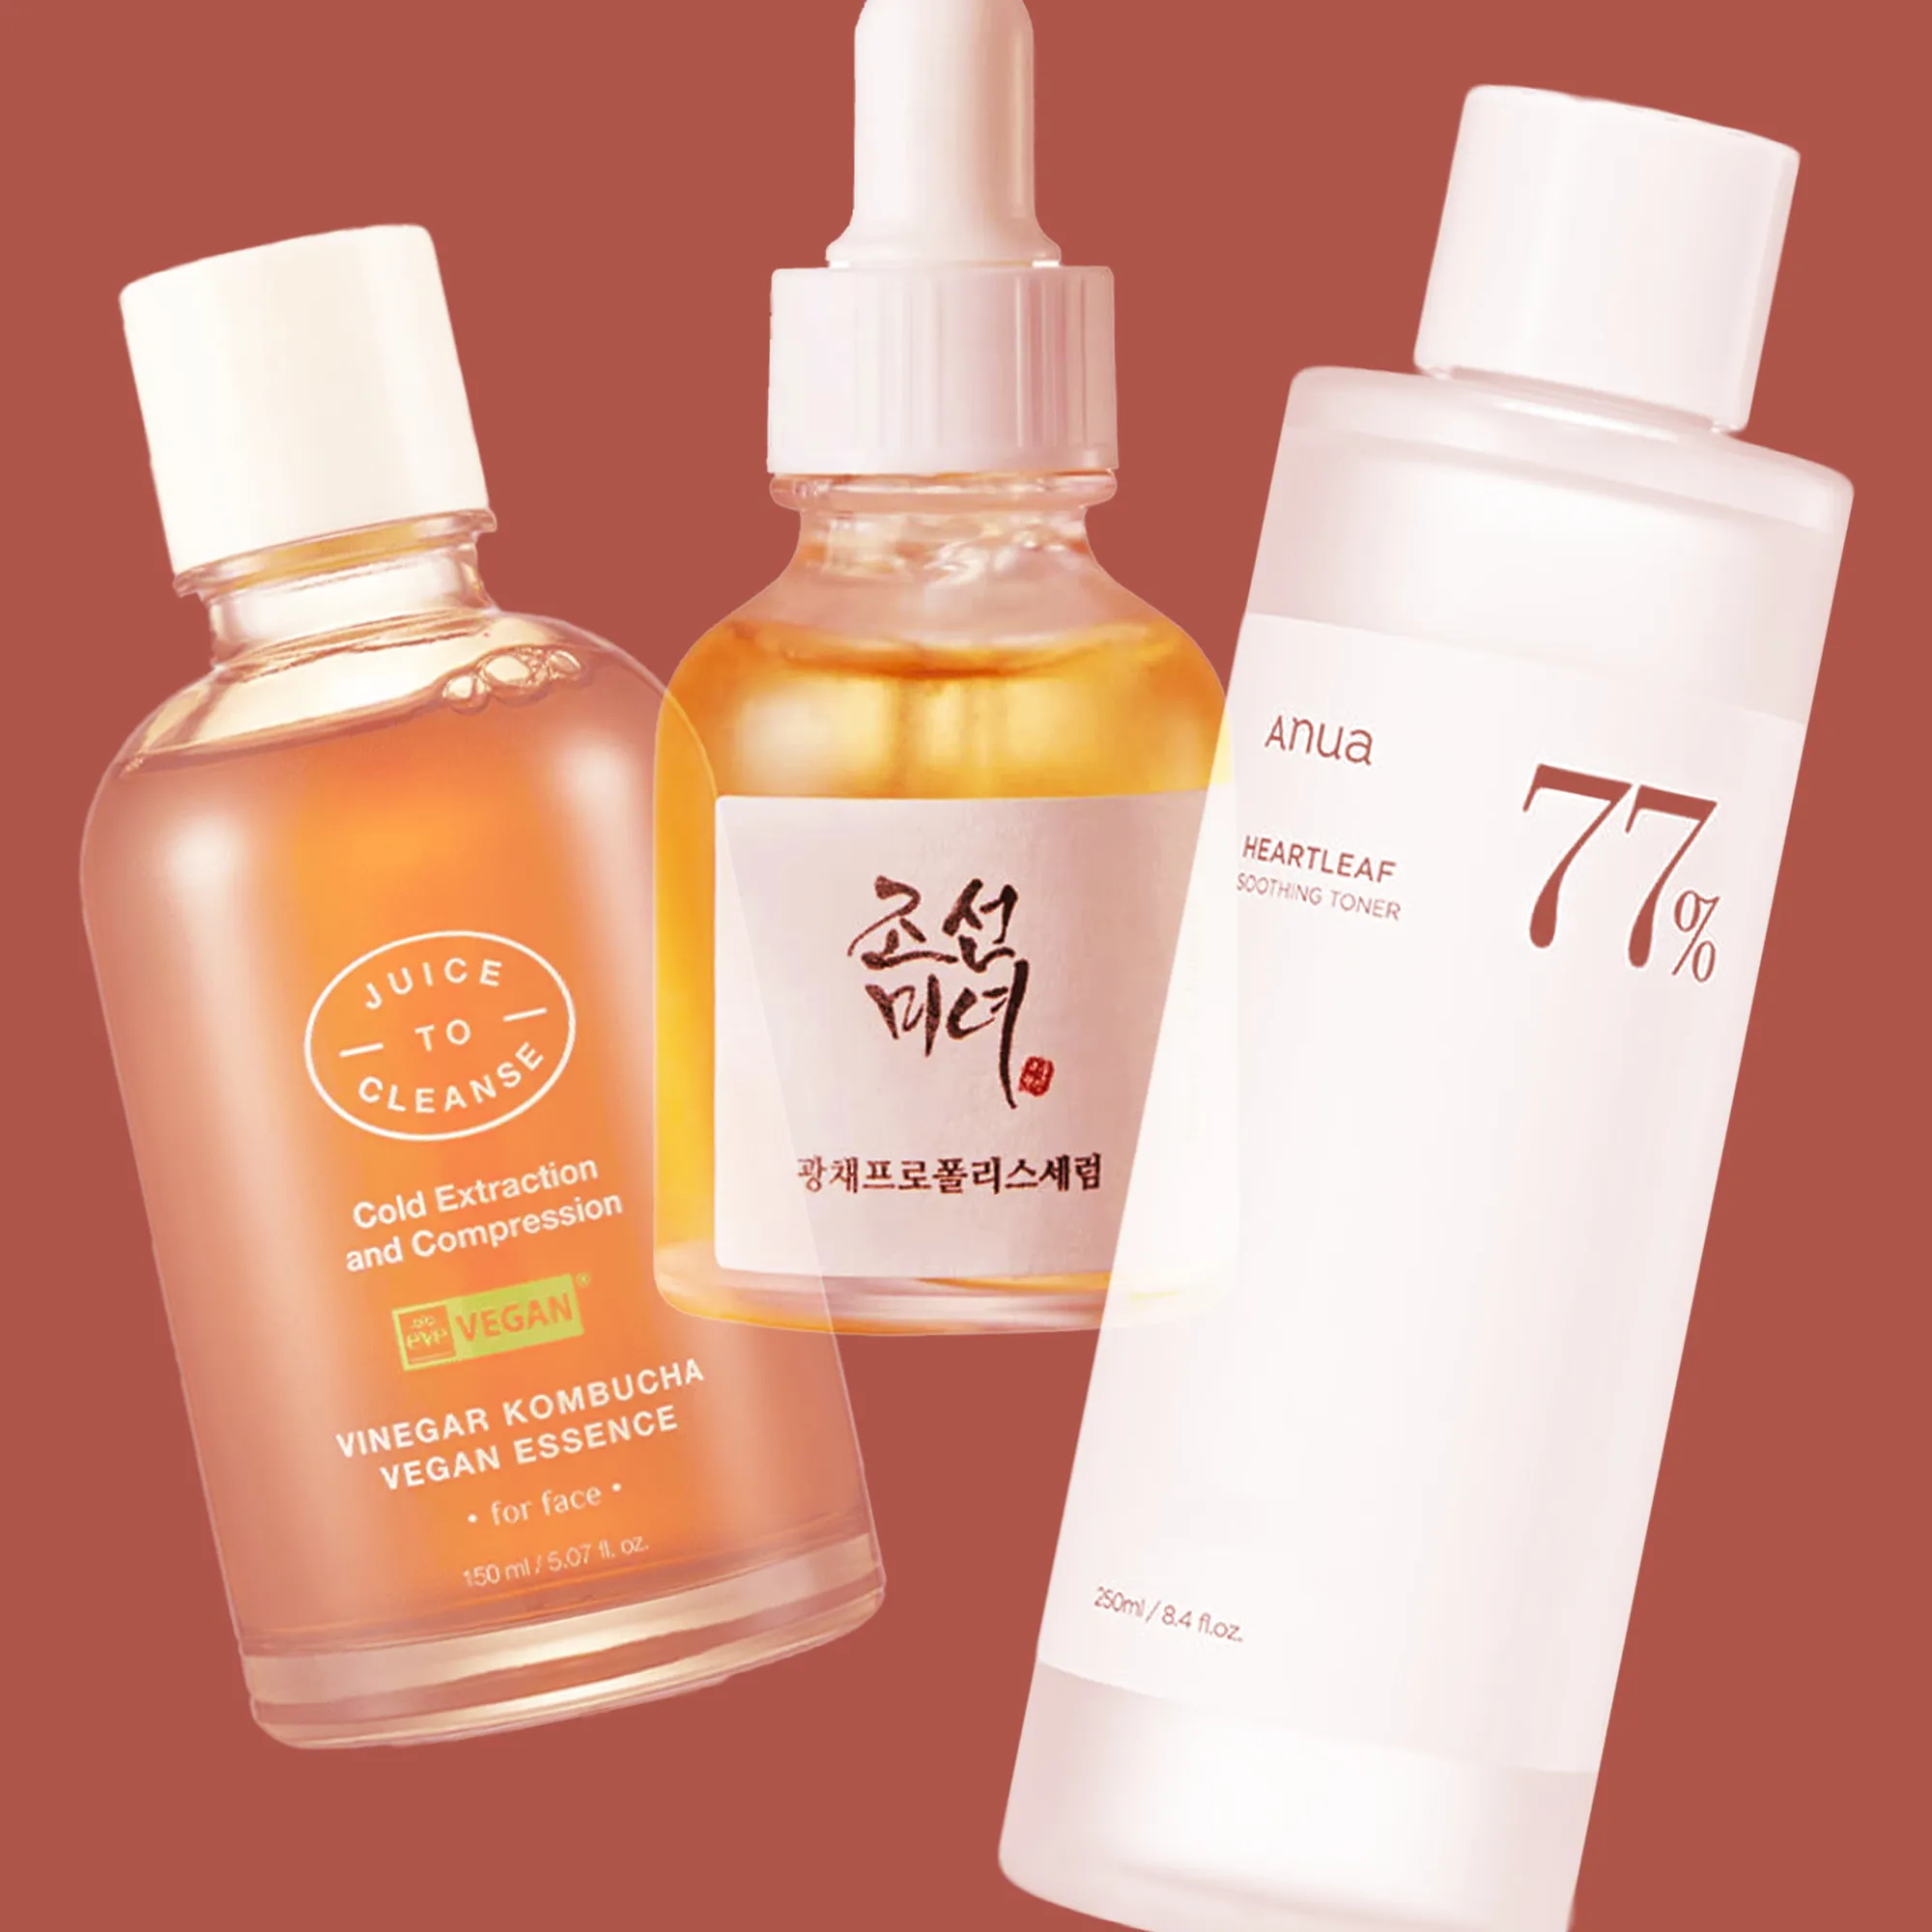 JUICE
TO
CLEANSE
Cold Extraction
and Compression
eve VEGAN®
VINEGAR KOMBUCHA
VEGAN ESSENCE
• for face •
150 ml / 5.07 fl. oz.
조선
미녀
광채프로폴리스세럼
Anua
77%
HEARTLEAF
SOOTHING TONER
250ml / 8.4 fl.oz.